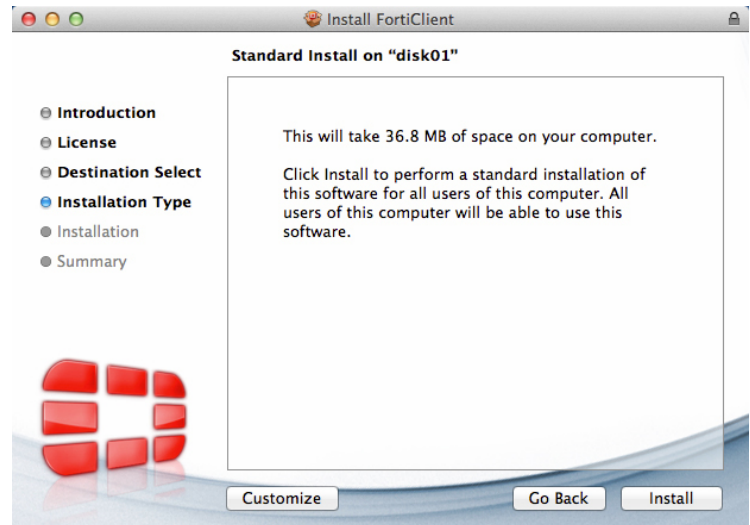 Install FortiClient
Standard Install on “disk01”
Introduction
License
Destination Select
Installation Type
Installation
Summary
This will take 36.8 MB of space on your computer.
Click Install to perform a standard installation of
this software for all users of this computer. All
users of this computer will be able to use this
software.
Customize
Go Back
Install